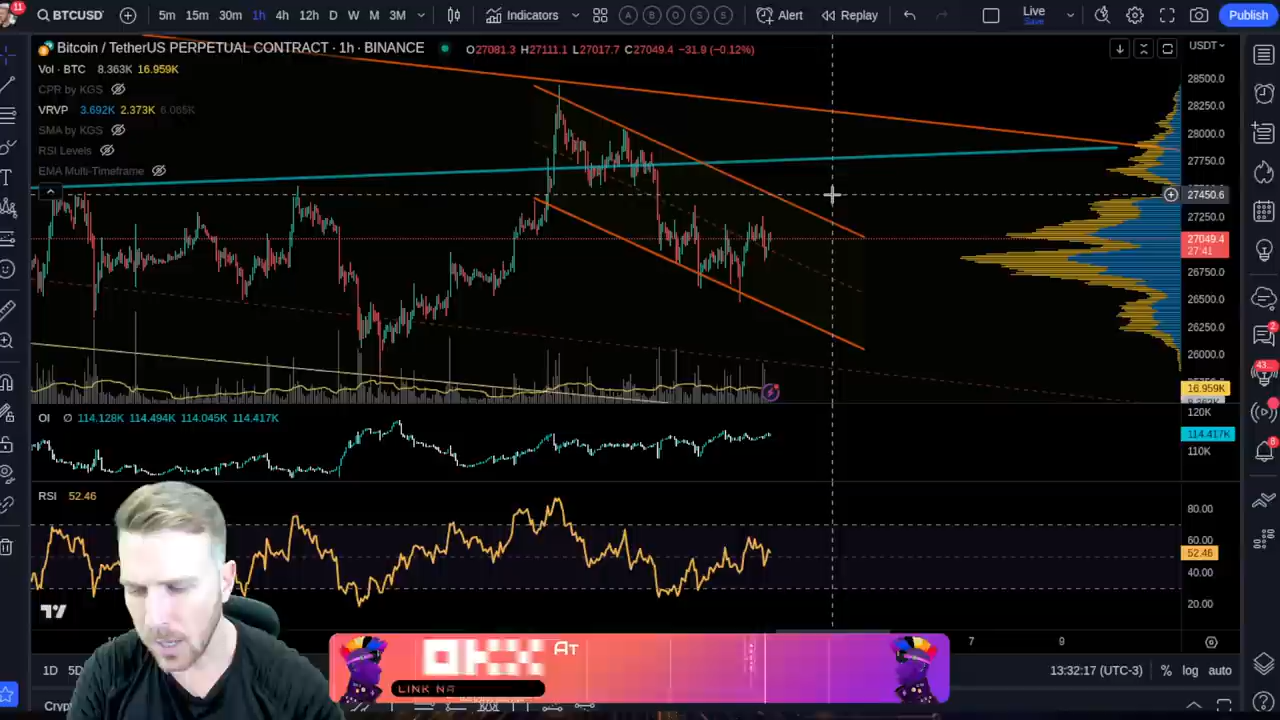 11
BTCUSD
5m 15m 30m 1h 4h 12h D W M 3M Indicators A B O S S Alert Replay Live Save Publish
Bitcoin / TetherUS PERPETUAL CONTRACT · 1h · BINANCE O27081.3 H27111.1 L27017.7 C27049.4 −31.9 (−0.12%) USDT
Vol · BTC 8.363K 16.959K
CPR by KGS
VRVP 3.692K 2.373K 6.065K
SMA by KGS
RSI Levels
EMA Multi-Timeframe
28500.0
28250.0
28000.0
27750.0
27450.6
27250.0
27049.4
27:41
26750.0
26500.0
26250.0
26000.0
16.959K
OI ∅ 114.128K 114.494K 114.045K 114.417K
120K
114.417K
110K
RSI 52.46
80.00
60.00
52.46
40.00
20.00
7 9
OKX At
LINK NA
1D 5D 13:32:17 (UTC-3) % log auto
2
43...
8